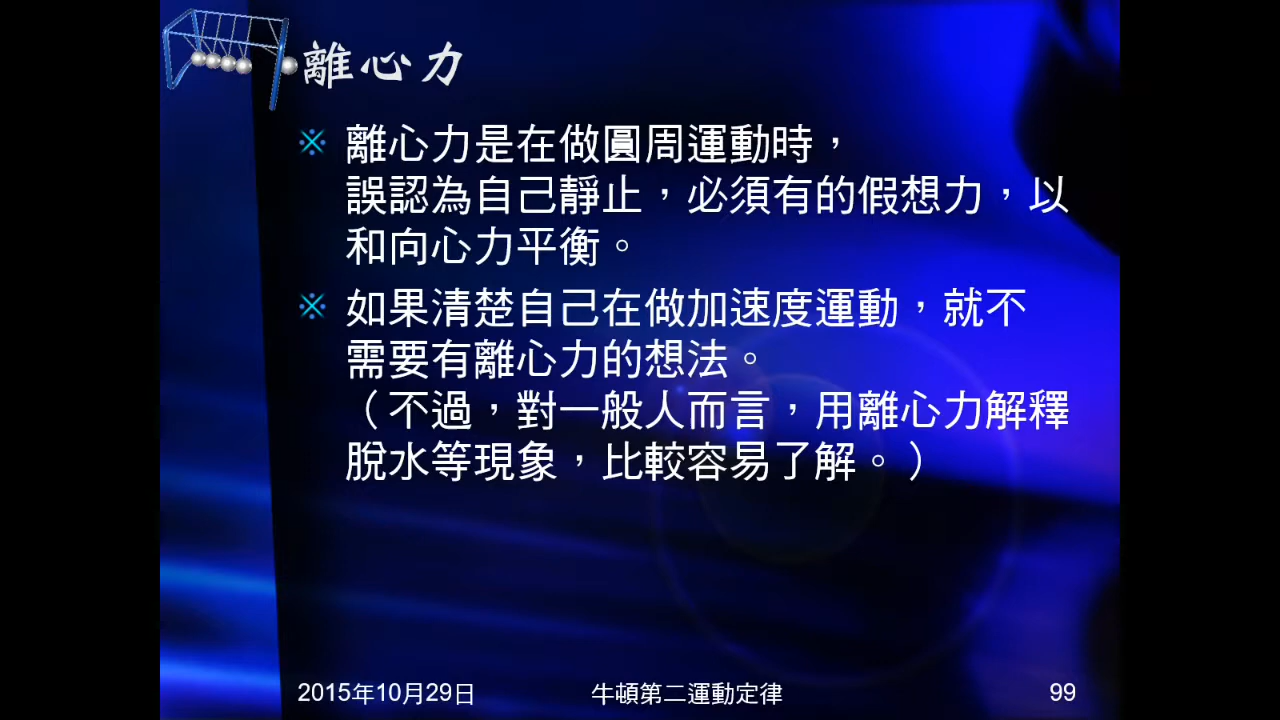 離心力
※ 離心力是在做圓周運動時，
誤認為自己靜止，必須有的假想力，以
和向心力平衡。
※ 如果清楚自己在做加速度運動，就不
需要有離心力的想法。
（不過，對一般人而言，用離心力解釋
脫水等現象，比較容易了解。）
2015年10月29日
牛頓第二運動定律
99